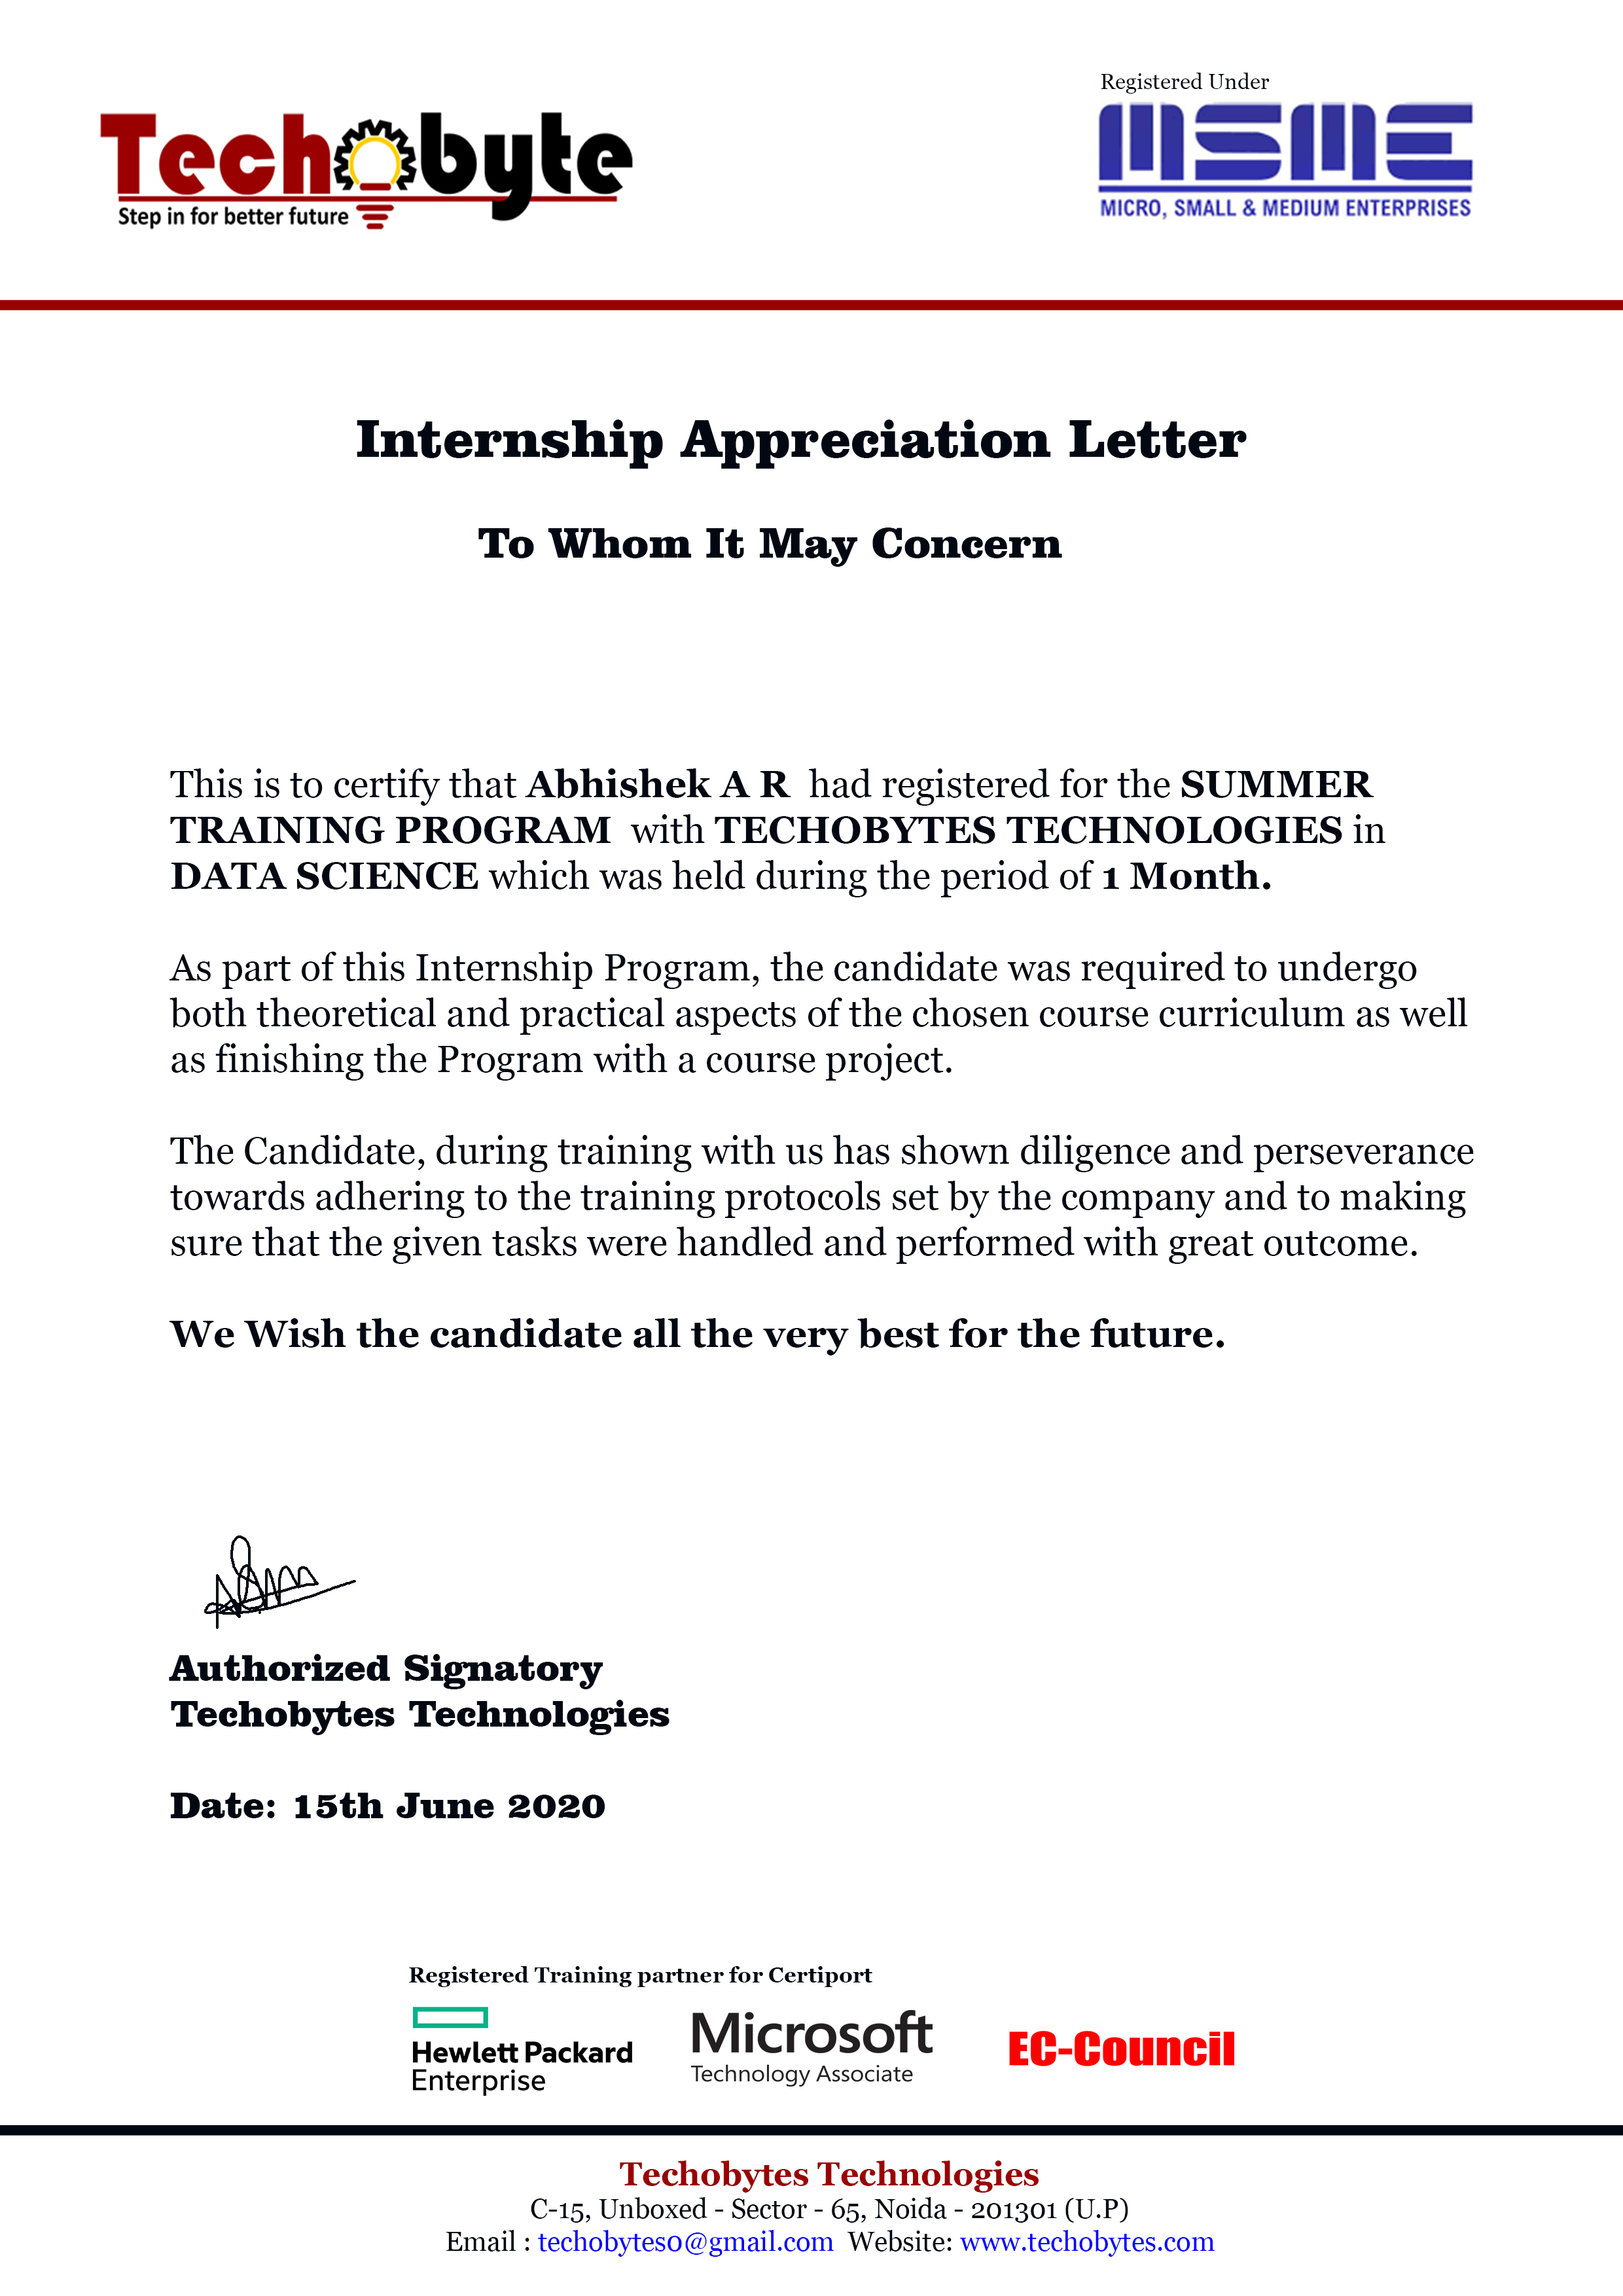 Registered Under
Techobyte
MSME
MICRO, SMALL & MEDIUM ENTERPRISES
Step in for better future
Internship Appreciation Letter
To Whom It May Concern
This is to certify that Abhishek A R had registered for the SUMMER
TRAINING PROGRAM with TECHOBYTES TECHNOLOGIES in
DATA SCIENCE which was held during the period of 1 Month.
As part of this Internship Program, the candidate was required to undergo
both theoretical and practical aspects of the chosen course curriculum as well
as finishing the Program with a course project.
The Candidate, during training with us has shown diligence and perseverance
towards adhering to the training protocols set by the company and to making
sure that the given tasks were handled and performed with great outcome.
We Wish the candidate all the very best for the future.
Authorized Signatory
Techobytes Technologies
Date: 15th June 2020
Registered Training partner for Certiport
Hewlett Packard
Enterprise
Microsoft
Technology Associate
EC-Council
Techobytes Technologies
C-15, Unboxed - Sector - 65, Noida - 201301 (U.P)
Email : techobytes0@gmail.com Website: www.techobytes.com